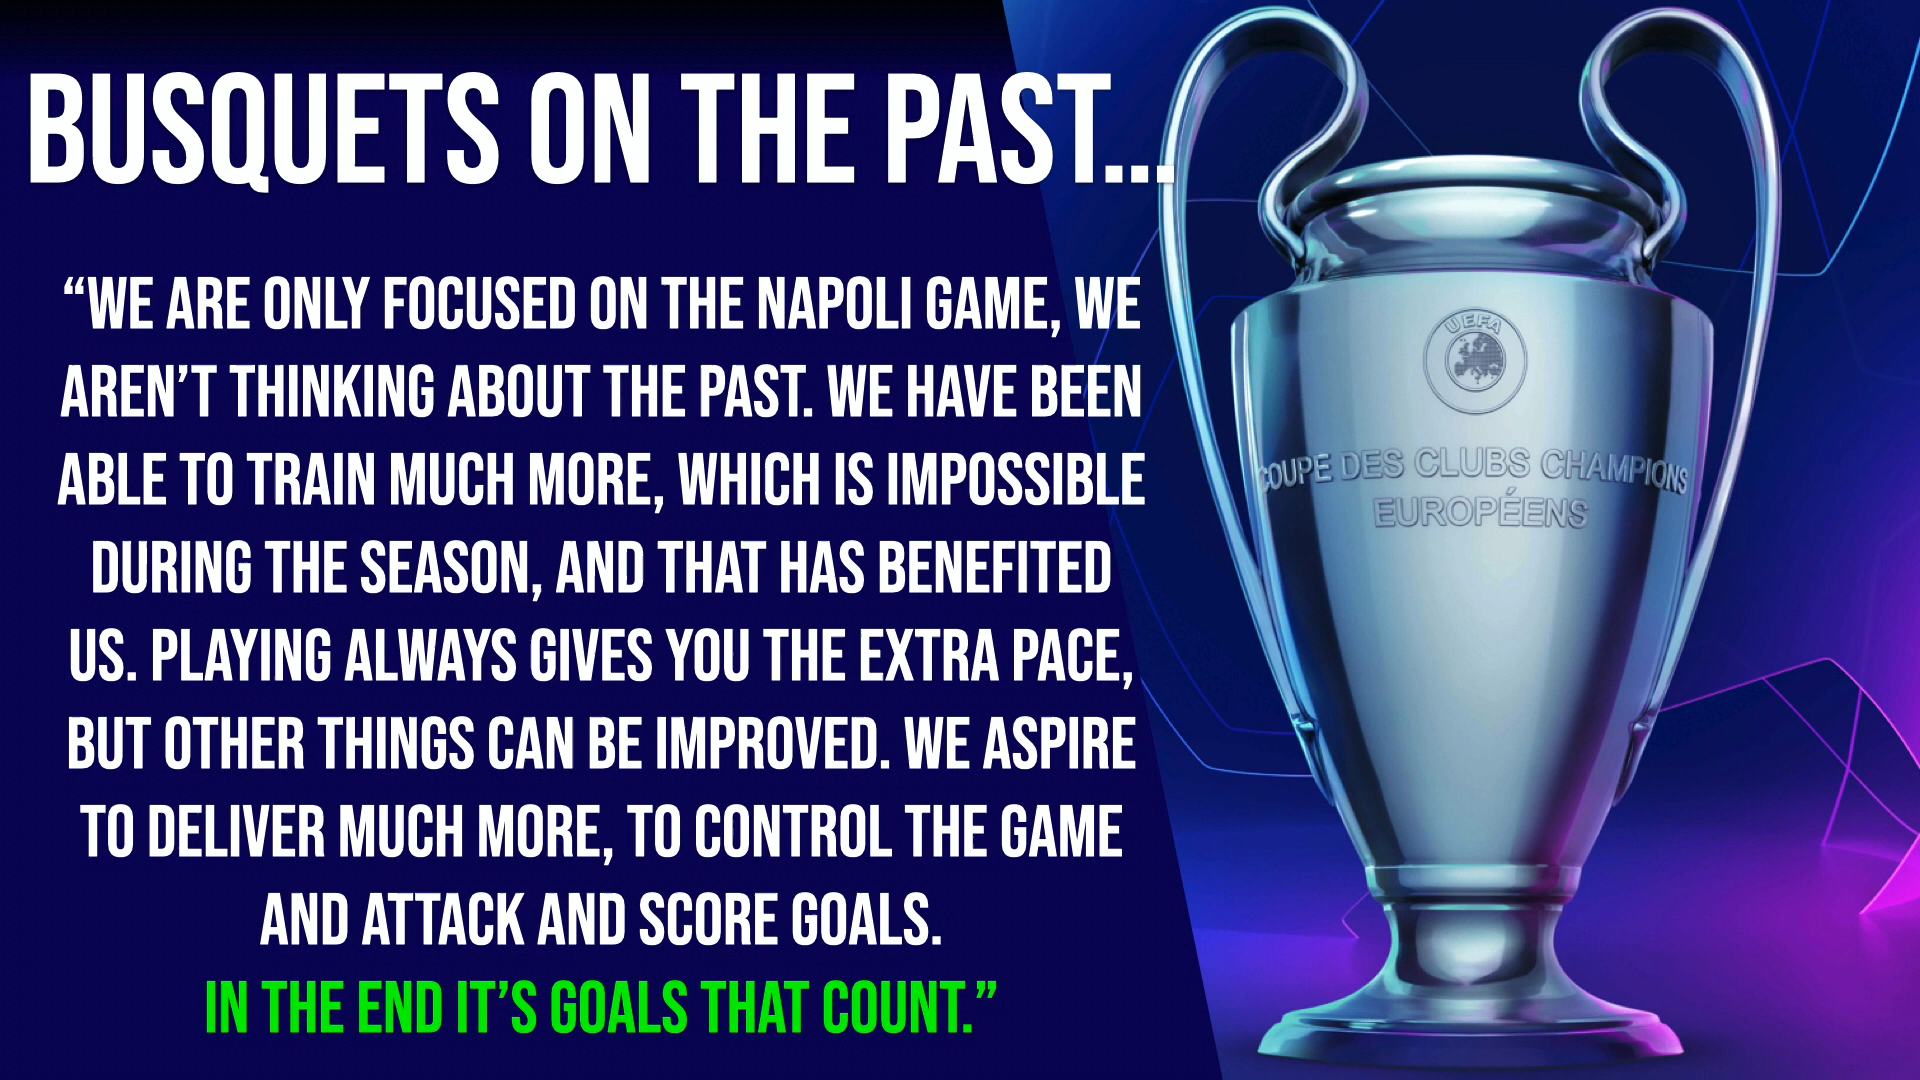 BUSQUETS ON THE PAST...
“WE ARE ONLY FOCUSED ON THE NAPOLI GAME, WE
AREN’T THINKING ABOUT THE PAST. WE HAVE BEEN
ABLE TO TRAIN MUCH MORE, WHICH IS IMPOSSIBLE
DURING THE SEASON, AND THAT HAS BENEFITED
US. PLAYING ALWAYS GIVES YOU THE EXTRA PACE,
BUT OTHER THINGS CAN BE IMPROVED. WE ASPIRE
TO DELIVER MUCH MORE, TO CONTROL THE GAME
AND ATTACK AND SCORE GOALS.
IN THE END IT’S GOALS THAT COUNT.”
UEFA
COUPE DES CLUBS CHAMPIONS
EUROPÉENS